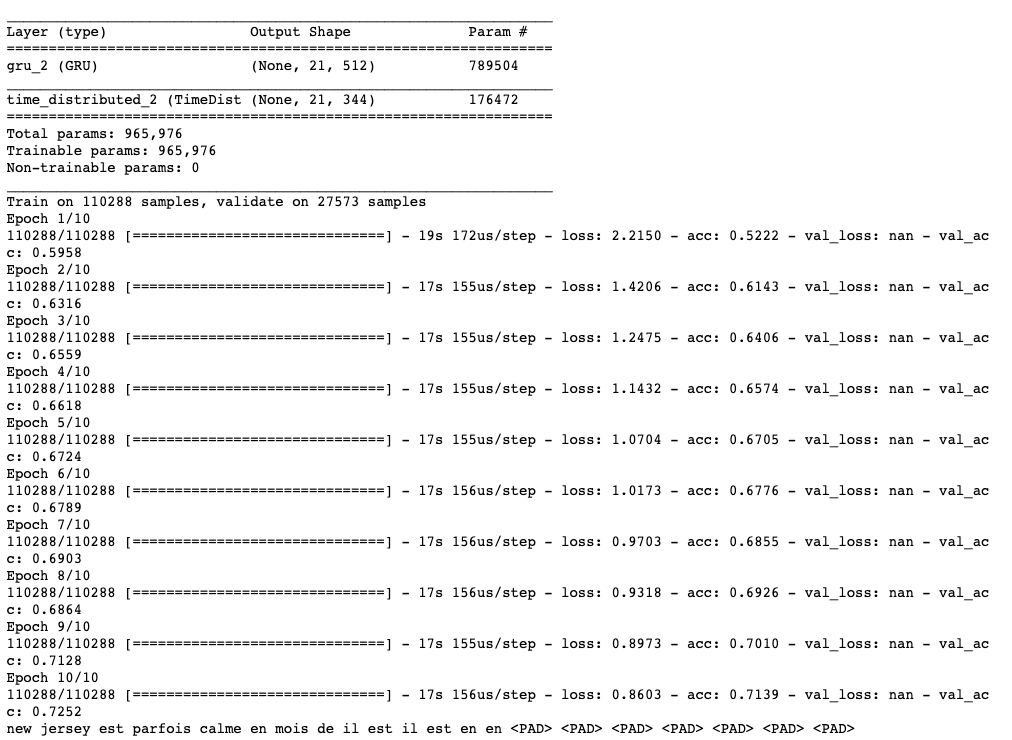 _________________________________________________________________
Layer (type)                 Output Shape              Param #
=================================================================
gru_2 (GRU)                  (None, 21, 512)           789504
_________________________________________________________________
time_distributed_2 (TimeDist (None, 21, 344)           176472
=================================================================
Total params: 965,976
Trainable params: 965,976
Non-trainable params: 0
_________________________________________________________________
Train on 110288 samples, validate on 27573 samples
Epoch 1/10
110288/110288 [==============================] - 19s 172us/step - loss: 2.2150 - acc: 0.5222 - val_loss: nan - val_ac
c: 0.5958
Epoch 2/10
110288/110288 [==============================] - 17s 155us/step - loss: 1.4206 - acc: 0.6143 - val_loss: nan - val_ac
c: 0.6316
Epoch 3/10
110288/110288 [==============================] - 17s 155us/step - loss: 1.2475 - acc: 0.6406 - val_loss: nan - val_ac
c: 0.6559
Epoch 4/10
110288/110288 [==============================] - 17s 155us/step - loss: 1.1432 - acc: 0.6574 - val_loss: nan - val_ac
c: 0.6618
Epoch 5/10
110288/110288 [==============================] - 17s 155us/step - loss: 1.0704 - acc: 0.6705 - val_loss: nan - val_ac
c: 0.6724
Epoch 6/10
110288/110288 [==============================] - 17s 156us/step - loss: 1.0173 - acc: 0.6776 - val_loss: nan - val_ac
c: 0.6789
Epoch 7/10
110288/110288 [==============================] - 17s 156us/step - loss: 0.9703 - acc: 0.6855 - val_loss: nan - val_ac
c: 0.6903
Epoch 8/10
110288/110288 [==============================] - 17s 156us/step - loss: 0.9318 - acc: 0.6926 - val_loss: nan - val_ac
c: 0.6864
Epoch 9/10
110288/110288 [==============================] - 17s 155us/step - loss: 0.8973 - acc: 0.7010 - val_loss: nan - val_ac
c: 0.7128
Epoch 10/10
110288/110288 [==============================] - 17s 156us/step - loss: 0.8603 - acc: 0.7139 - val_loss: nan - val_ac
c: 0.7252
new jersey est parfois calme en mois de il est il est en en <PAD> <PAD> <PAD> <PAD> <PAD> <PAD> <PAD>